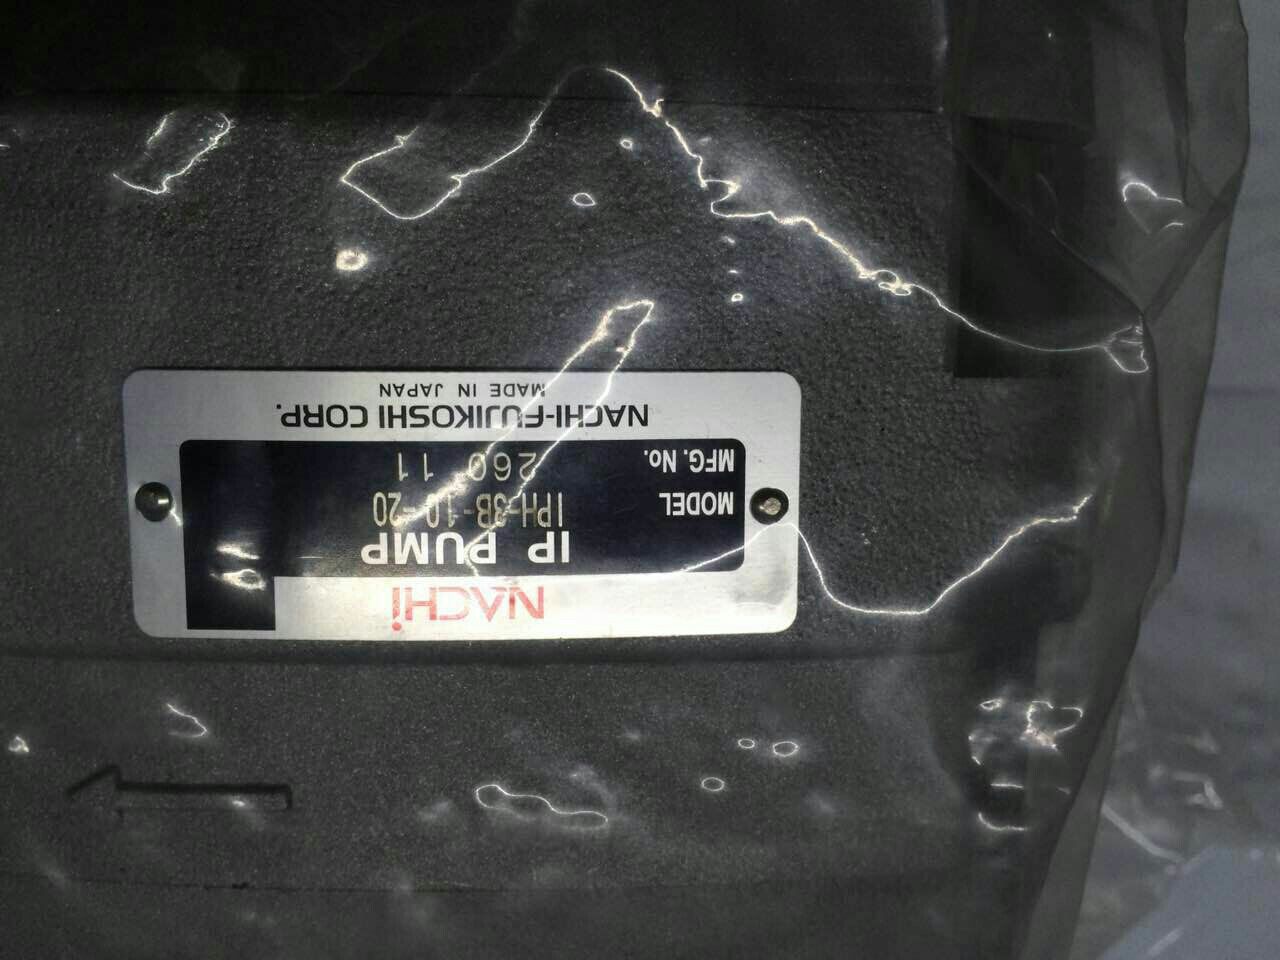 NACHi
IP PUMP
MODEL IPH-3B-10-20
MFG. No. 260 11
NACHI-FUJIKOSHI CORP.
MADE IN JAPAN